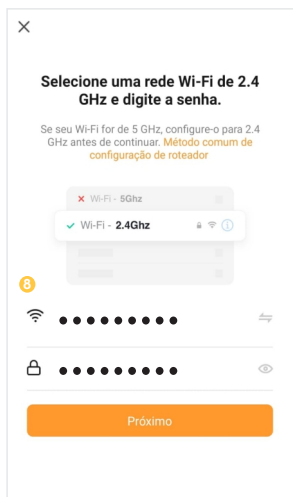 Selecione uma rede Wi-Fi de 2.4
GHz e digite a senha.
Se seu Wi-Fi for de 5 GHz, configure-o para 2.4
GHz antes de continuar. Método comum de
configuração de roteador
Wi-Fi - 5Ghz
Wi-Fi - 2.4Ghz
8
Próximo